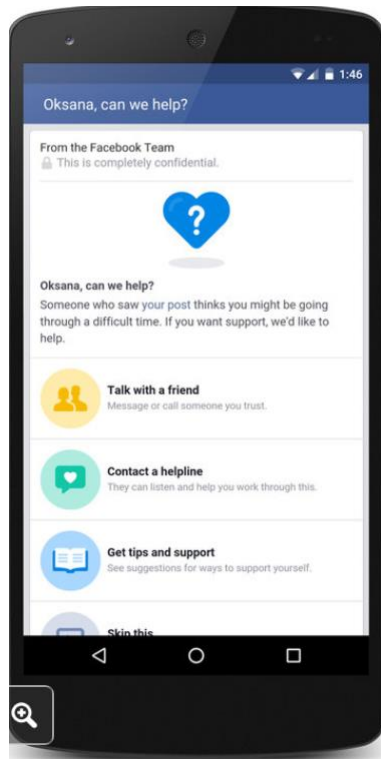 1:46
Oksana, can we help?
From the Facebook Team
This is completely confidential.
?
Oksana, can we help?
Someone who saw your post thinks you might be going
through a difficult time. If you want support, we'd like to
help.
Talk with a friend
Message or call someone you trust.
Contact a helpline
They can listen and help you work through this.
Get tips and support
See suggestions for ways to support yourself.
Skip this